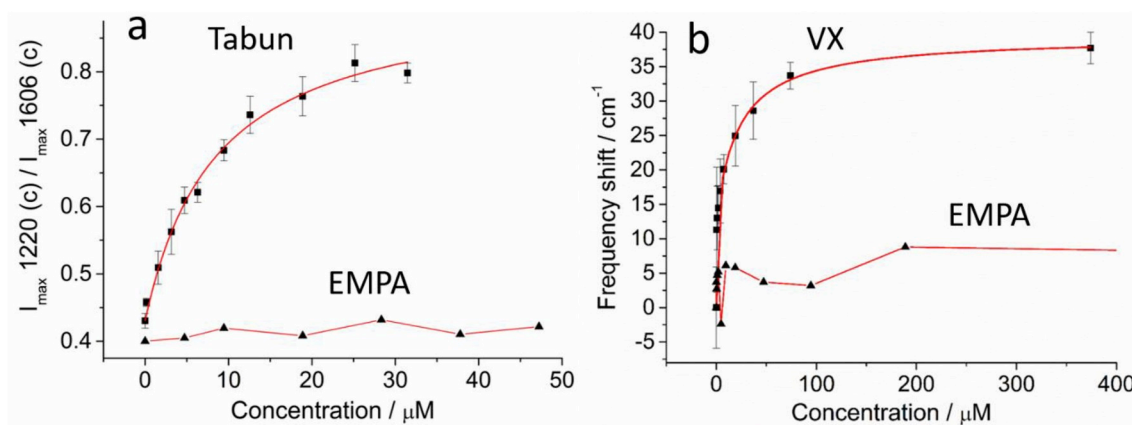 a
Tabun
EMPA
I_max 1220 (c) / I_max 1606 (c)
0.8
0.7
0.6
0.5
0.4
0
10
20
30
40
50
Concentration / μM
b
VX
EMPA
Frequency shift / cm⁻¹
40
35
30
25
20
15
10
5
0
-5
0
100
200
300
400
Concentration / μM